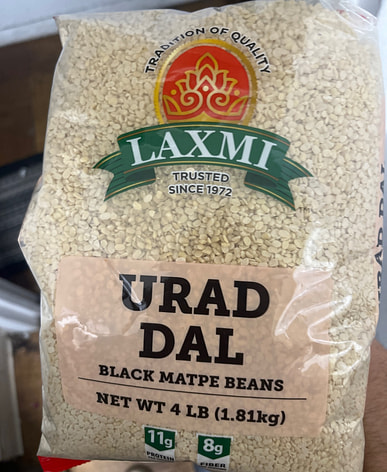 TRADITION OF QUALITY
LAXMI
TRUSTED
SINCE 1972
URAD
DAL
BLACK MATPE BEANS
NET WT 4 LB (1.81kg)
11g
PROTEIN
8g
FIBER